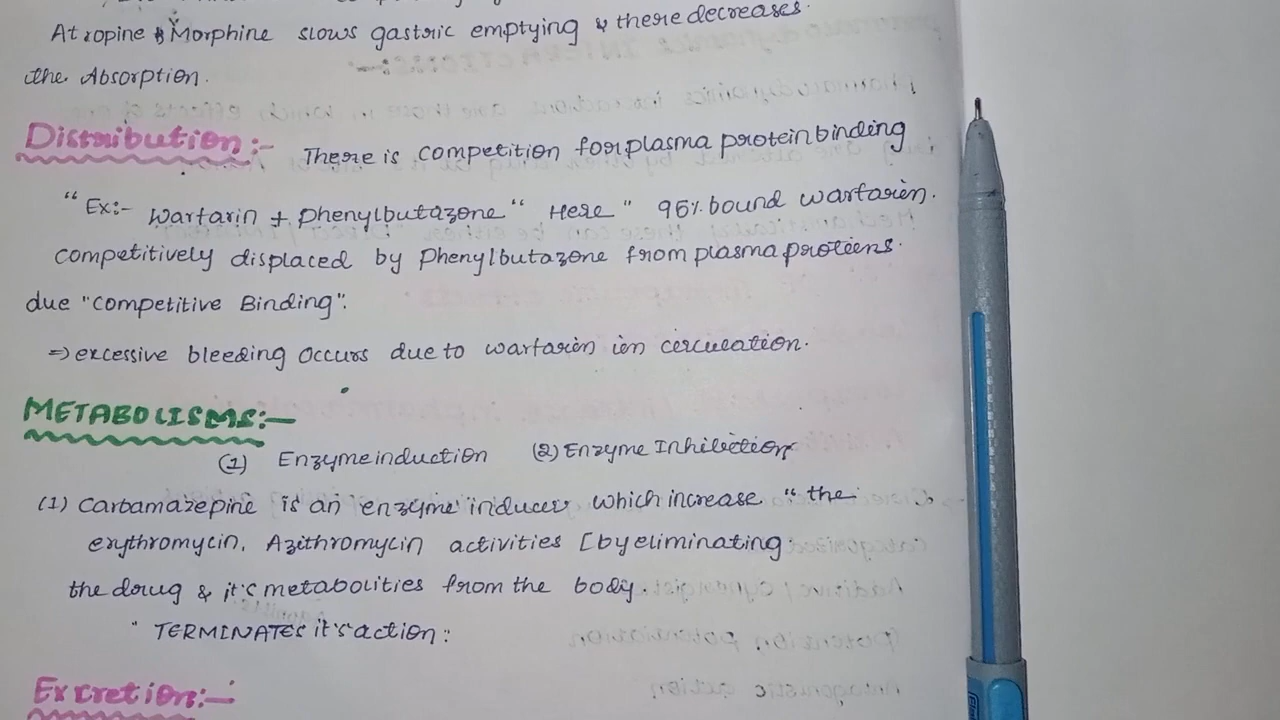 Atropine & Morphine slows gastric emptying & there decreases.
the Absorption.
Distribution:- There is competition for plasma protein binding
"Ex:- Warfarin + Phenylbutazone" Here " 96% bound warfarin.
competitively displaced by Phenylbutazone from plasma proteins.
due "Competitive Binding".
⇒ excessive bleeding occurs due to warfarin in circulation.
METABOLISMS:-
(1) Enzyme induction (2) Enzyme Inhibition
(1) Carbamazepine is an enzyme inducer which increase " the
erythromycin, Azithromycin activities [by eliminating
the drug & it's metabolities from the body.
" TERMINATES it's action:
Excretion:-